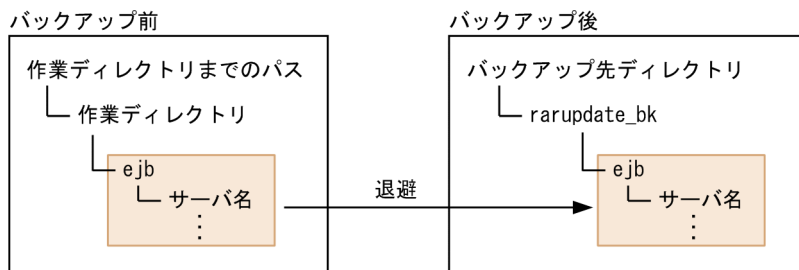 バックアップ前
作業ディレクトリまでのパス
作業ディレクトリ
ejb
サーバ名
⋮
退避
バックアップ後
バックアップ先ディレクトリ
rarupdate_bk
ejb
サーバ名
⋮